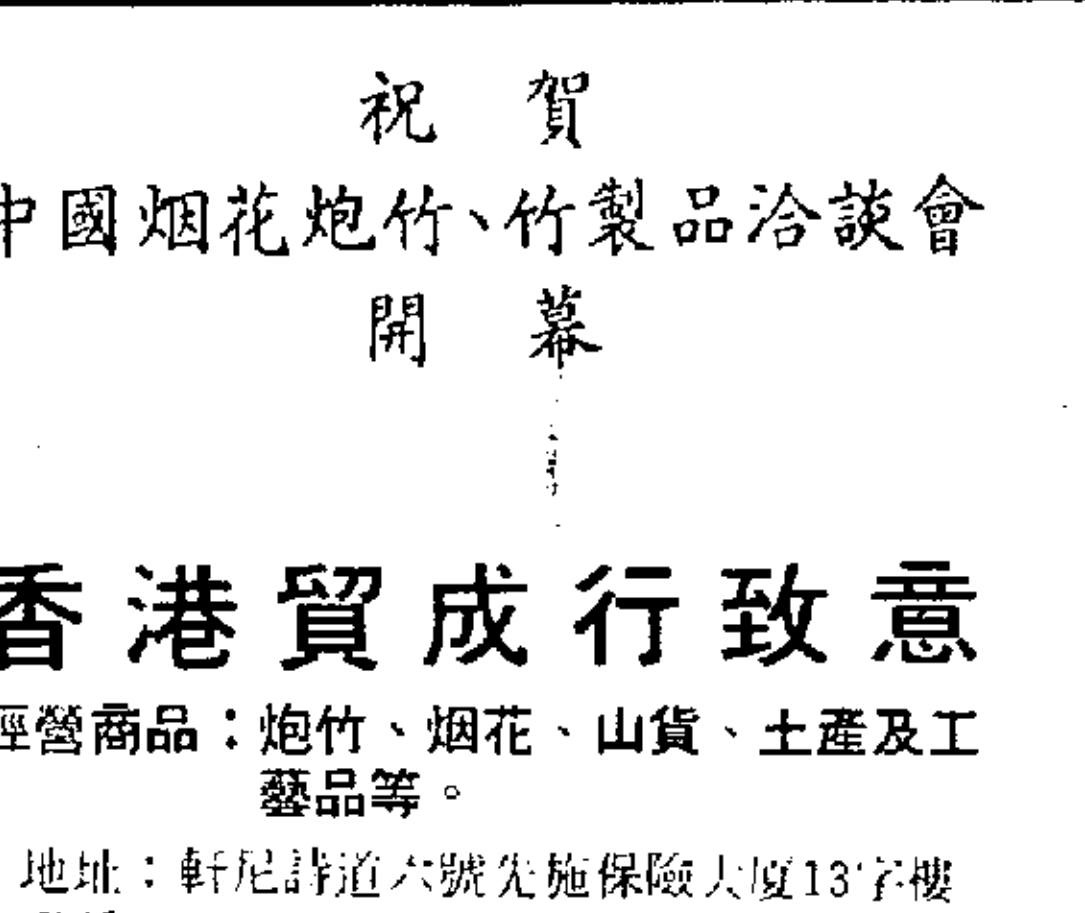 祝賀
中國烟花炮竹、竹製品洽談會
開幕
香港貿成行致意
經營商品：炮竹、烟花、山貨、土產及工
藝品等。
地址：軒尼詩道六號先施保險大厦13字樓